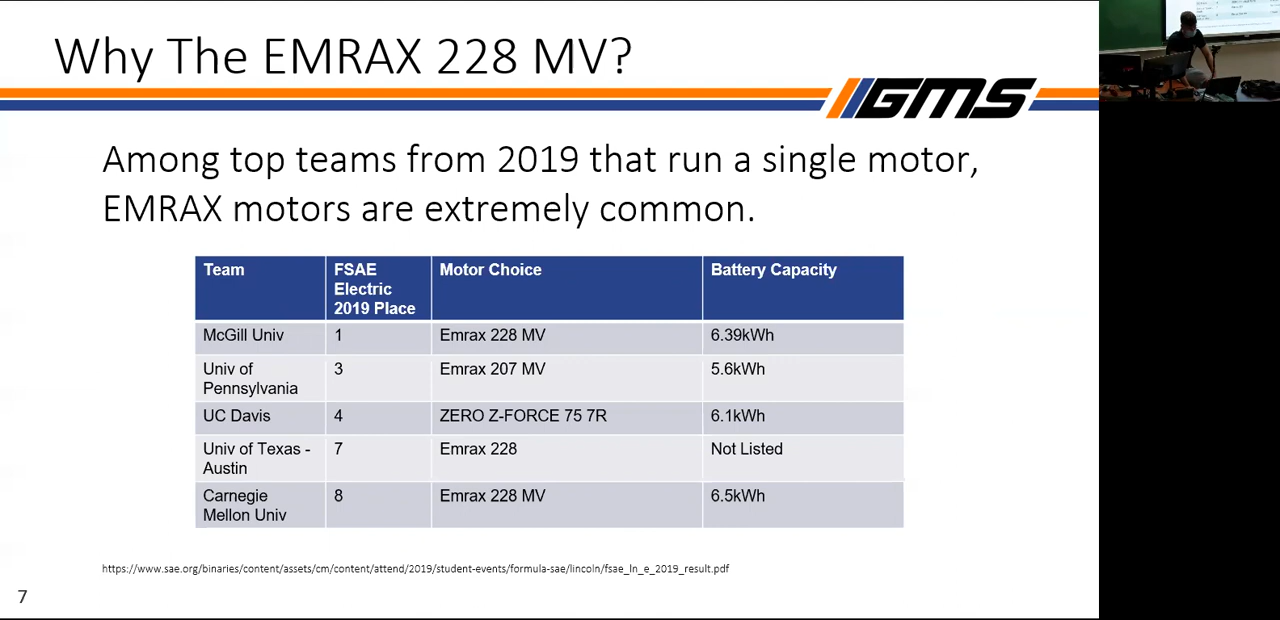 Why The EMRAX 228 MV?
GMS
Among top teams from 2019 that run a single motor,
EMRAX motors are extremely common.
Team
FSAE
Electric
2019 Place
Motor Choice
Battery Capacity
McGill Univ
1
Emrax 228 MV
6.39kWh
Univ of
Pennsylvania
3
Emrax 207 MV
5.6kWh
UC Davis
4
ZERO Z-FORCE 75 7R
6.1kWh
Univ of Texas -
Austin
7
Emrax 228
Not Listed
Carnegie
Mellon Univ
8
Emrax 228 MV
6.5kWh
https://www.sae.org/binaries/content/assets/cm/content/attend/2019/student-events/formula-sae/lincoln/fsae_ln_e_2019_result.pdf
7